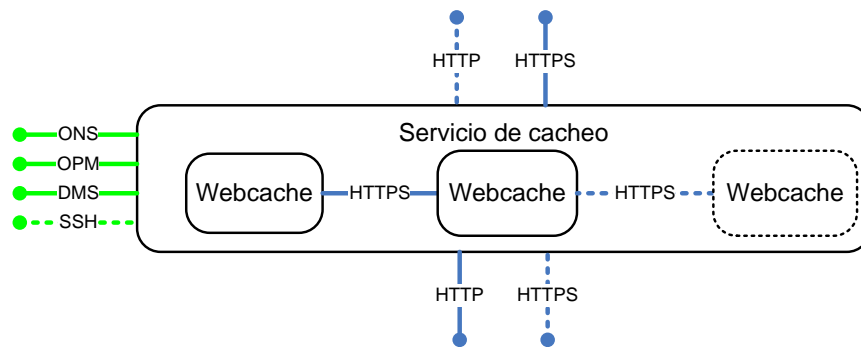 HTTP HTTPS
Servicio de cacheo
ONS
OPM
DMS
SSH
Webcache HTTPS Webcache HTTPS Webcache
HTTP HTTPS